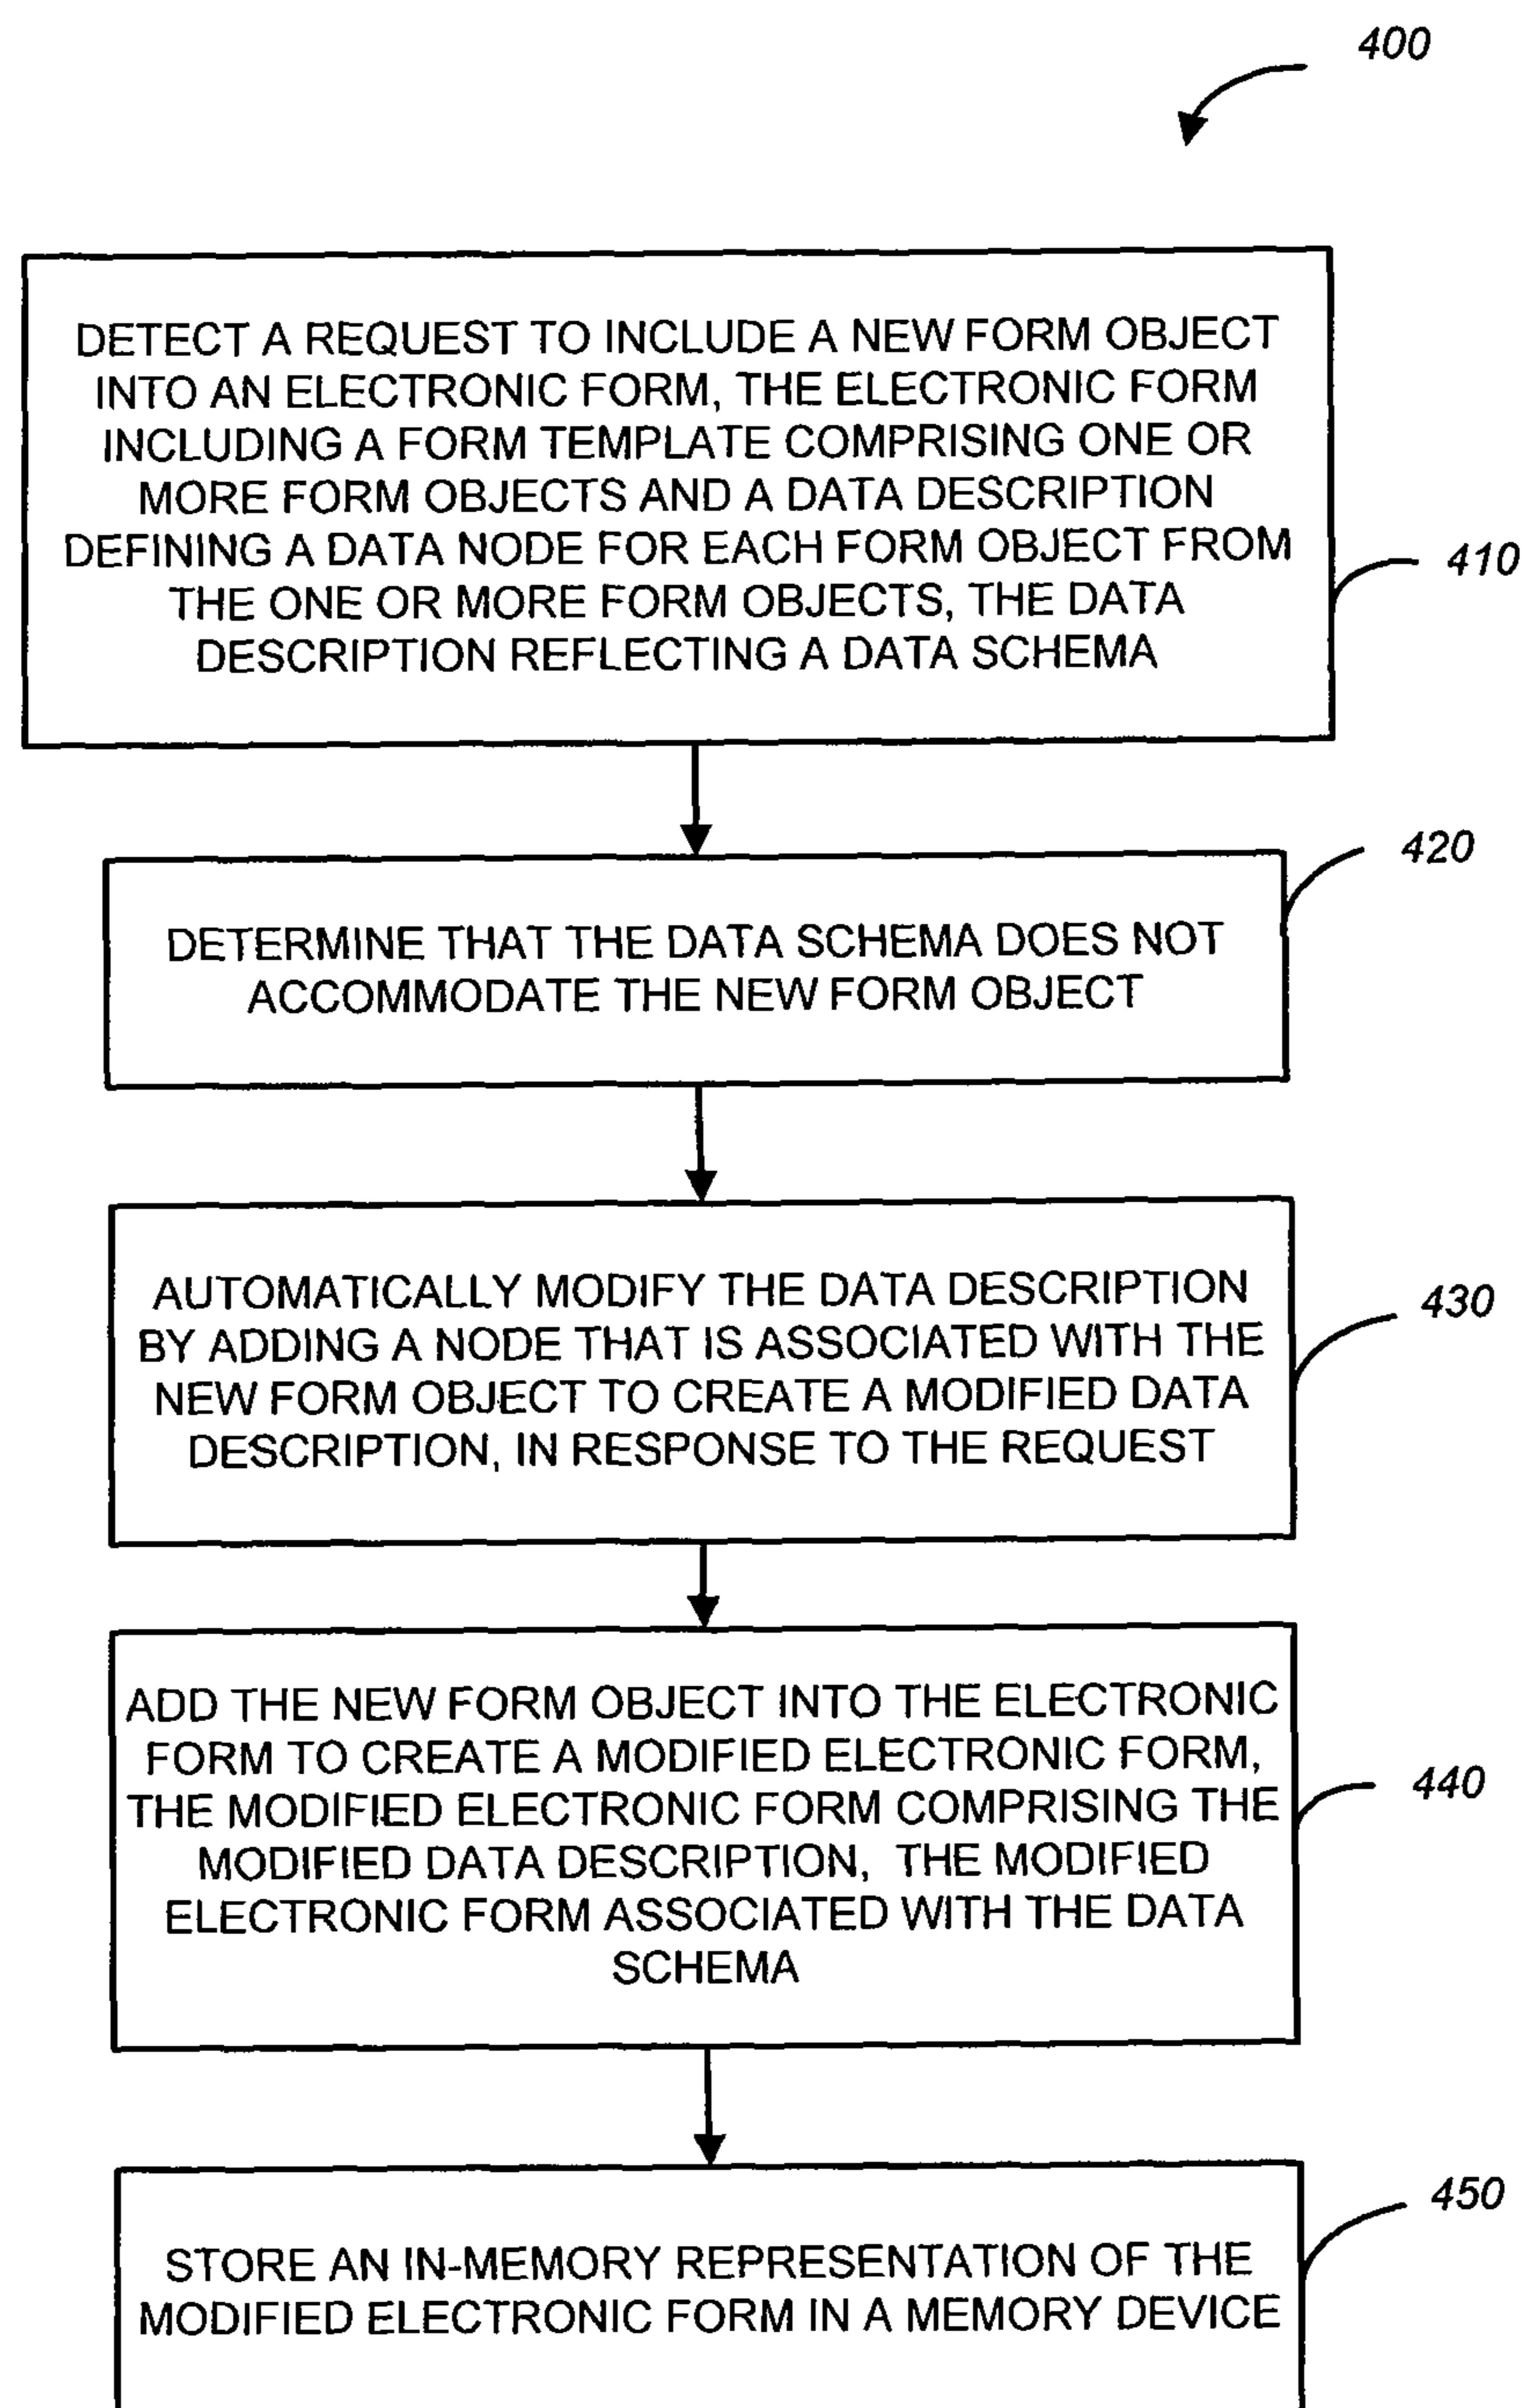 400
DETECT A REQUEST TO INCLUDE A NEW FORM OBJECT
INTO AN ELECTRONIC FORM, THE ELECTRONIC FORM
INCLUDING A FORM TEMPLATE COMPRISING ONE OR
MORE FORM OBJECTS AND A DATA DESCRIPTION
DEFINING A DATA NODE FOR EACH FORM OBJECT FROM
THE ONE OR MORE FORM OBJECTS, THE DATA
DESCRIPTION REFLECTING A DATA SCHEMA
410
420
DETERMINE THAT THE DATA SCHEMA DOES NOT
ACCOMMODATE THE NEW FORM OBJECT
AUTOMATICALLY MODIFY THE DATA DESCRIPTION
BY ADDING A NODE THAT IS ASSOCIATED WITH THE
NEW FORM OBJECT TO CREATE A MODIFIED DATA
DESCRIPTION, IN RESPONSE TO THE REQUEST
430
ADD THE NEW FORM OBJECT INTO THE ELECTRONIC
FORM TO CREATE A MODIFIED ELECTRONIC FORM,
THE MODIFIED ELECTRONIC FORM COMPRISING THE
MODIFIED DATA DESCRIPTION, THE MODIFIED
ELECTRONIC FORM ASSOCIATED WITH THE DATA
SCHEMA
440
450
STORE AN IN-MEMORY REPRESENTATION OF THE
MODIFIED ELECTRONIC FORM IN A MEMORY DEVICE